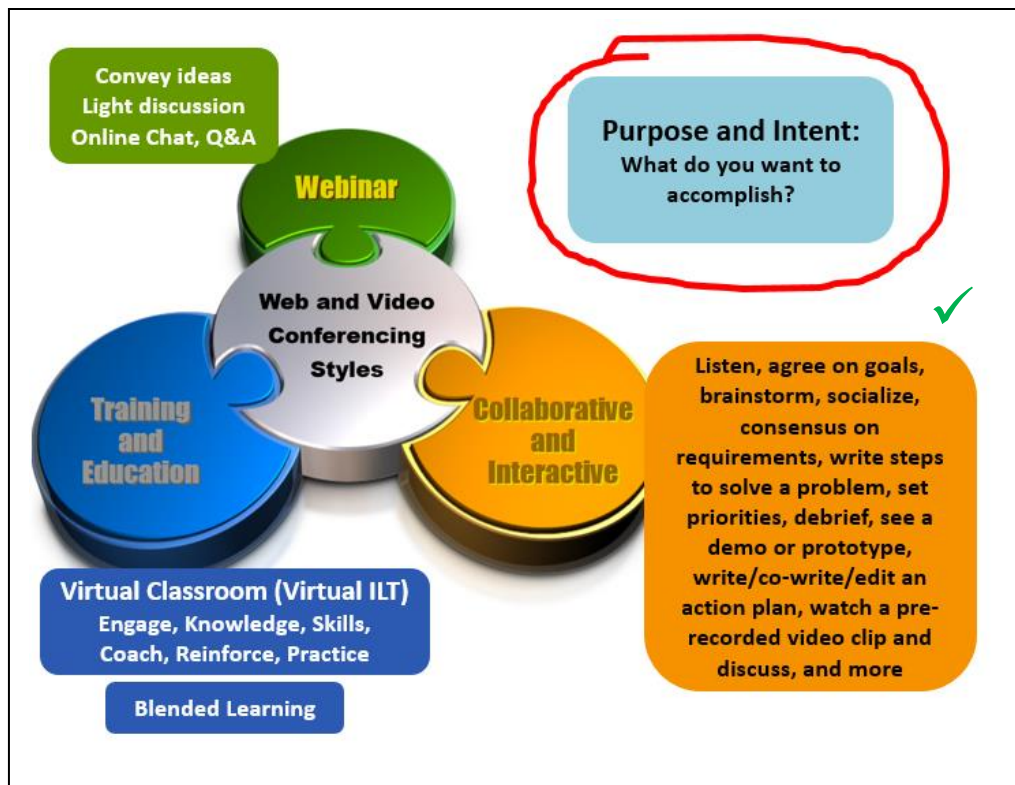 Convey ideas
Light discussion
Online Chat, Q&A
Webinar
Purpose and Intent:
What do you want to
accomplish?
Web and Video
Conferencing
Styles
Training
and
Education
Collaborative
and
Interactive
Listen, agree on goals,
brainstorm, socialize,
consensus on
requirements, write steps
to solve a problem, set
priorities, debrief, see a
demo or prototype,
write/co-write/edit an
action plan, watch a pre-
recorded video clip and
discuss, and more
Virtual Classroom (Virtual ILT)
Engage, Knowledge, Skills,
Coach, Reinforce, Practice
Blended Learning